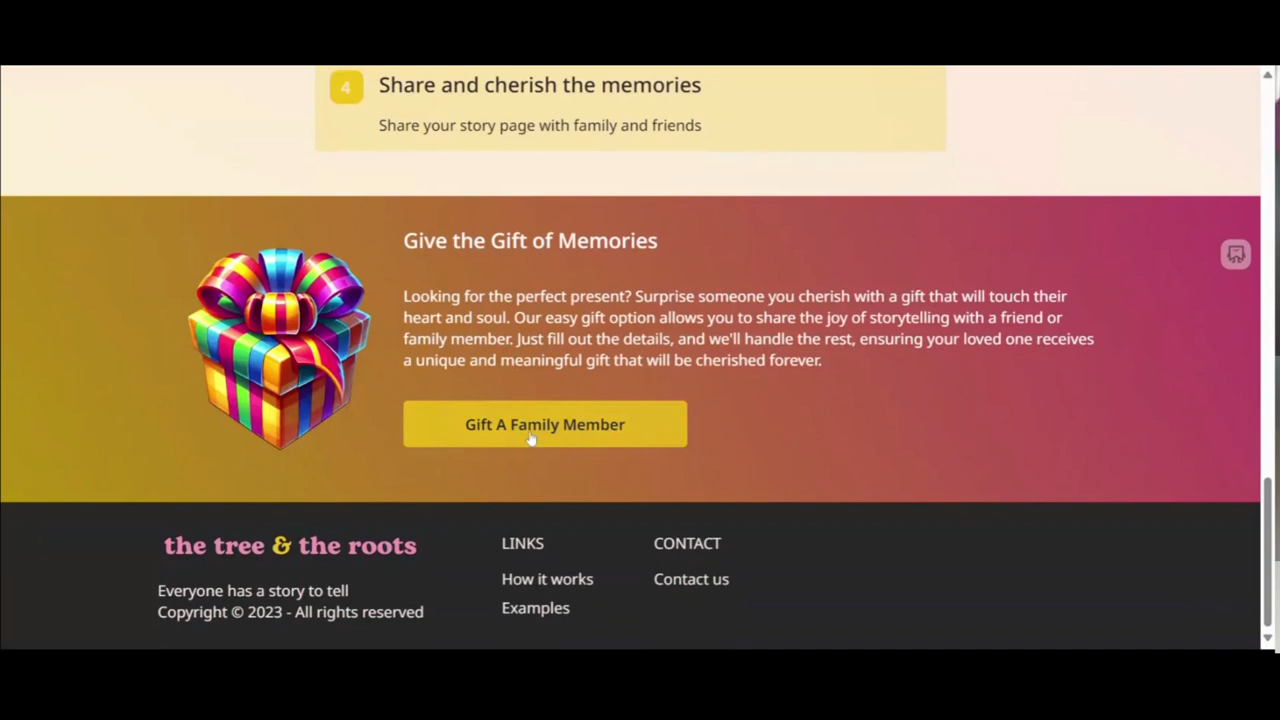 4
Share and cherish the memories
Share your story page with family and friends
Give the Gift of Memories
Looking for the perfect present? Surprise someone you cherish with a gift that will touch their
heart and soul. Our easy gift option allows you to share the joy of storytelling with a friend or
family member. Just fill out the details, and we'll handle the rest, ensuring your loved one receives
a unique and meaningful gift that will be cherished forever.
Gift A Family Member
the tree & the roots
Everyone has a story to tell
Copyright © 2023 - All rights reserved
LINKS
How it works
Examples
CONTACT
Contact us